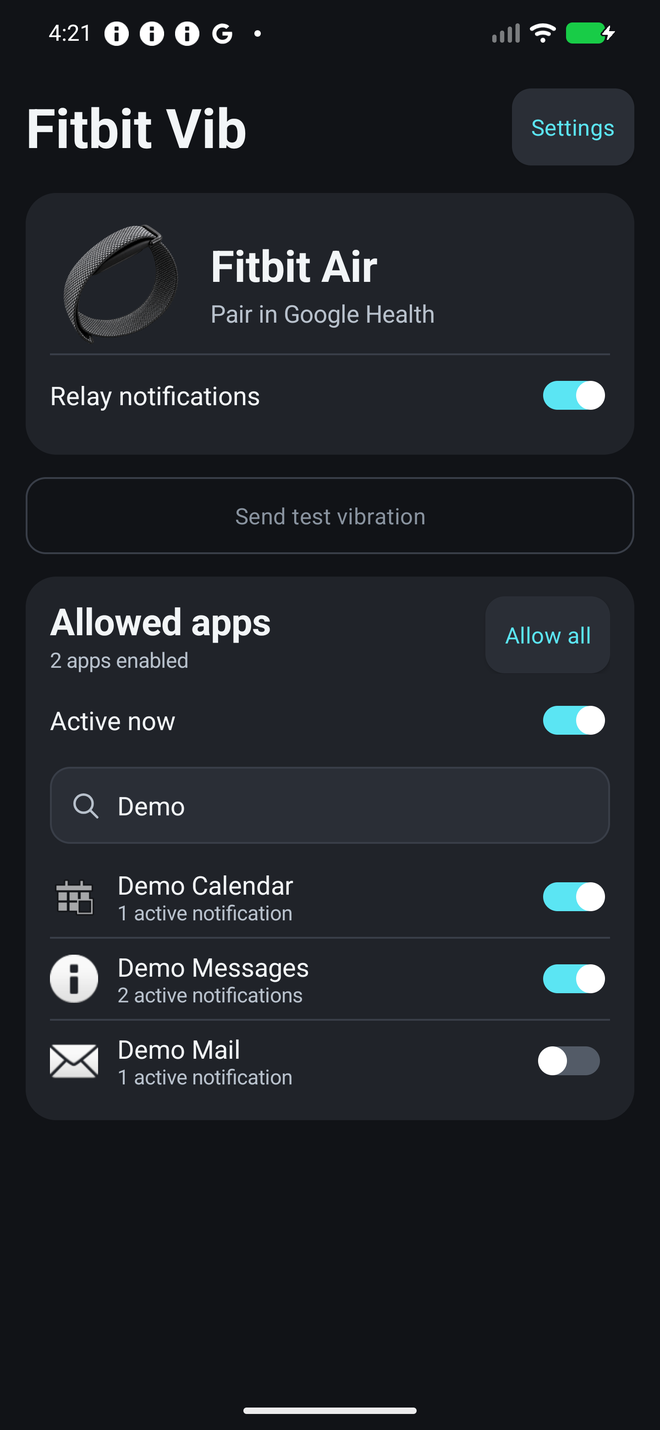 4:21
Fitbit Vib
Settings
Fitbit Air
Pair in Google Health
Relay notifications
Send test vibration
Allowed apps
2 apps enabled
Allow all
Active now
Demo
Demo Calendar
1 active notification
Demo Messages
2 active notifications
Demo Mail
1 active notification